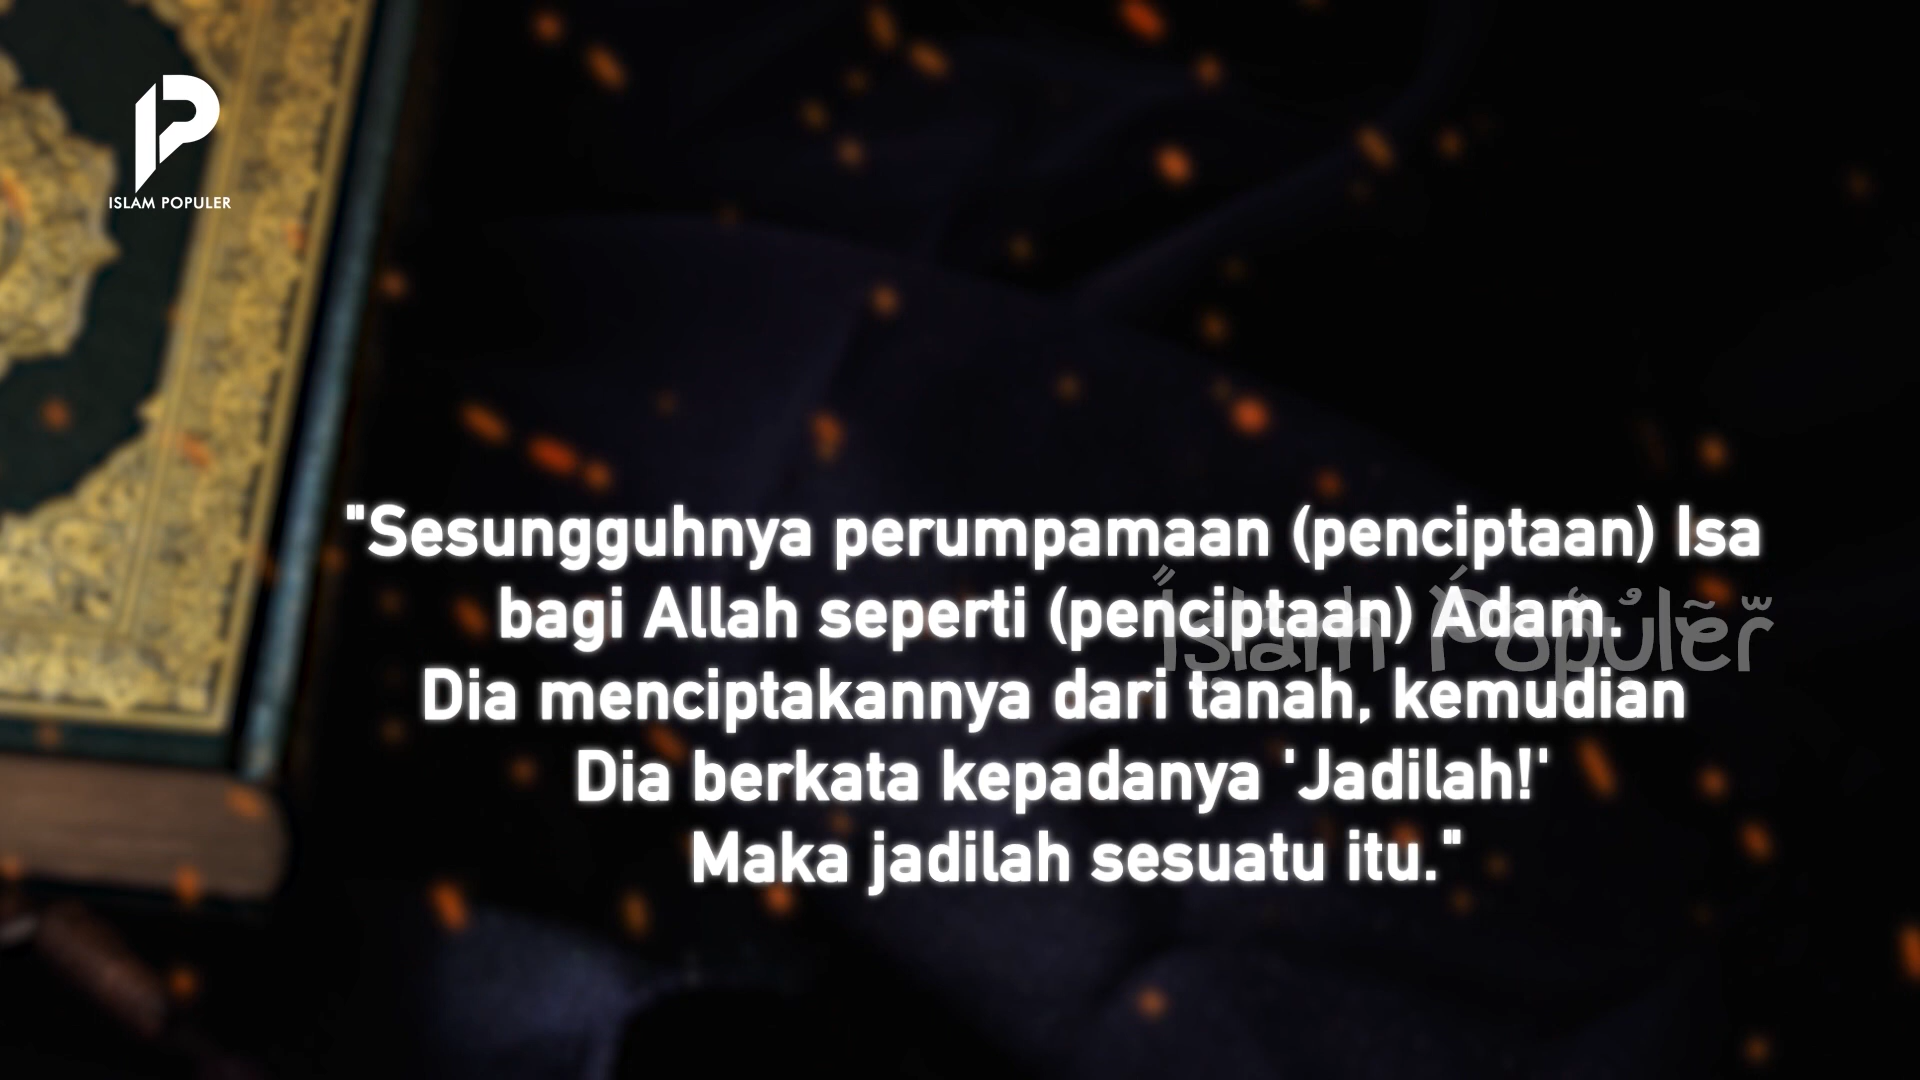 ISLAM POPULER
"Sesungguhnya perumpamaan (penciptaan) Isa
bagi Allah seperti (penciptaan) Adam.
Islam Populer
Dia menciptakannya dari tanah, kemudian
Dia berkata kepadanya 'Jadilah!'
Maka jadilah sesuatu itu."